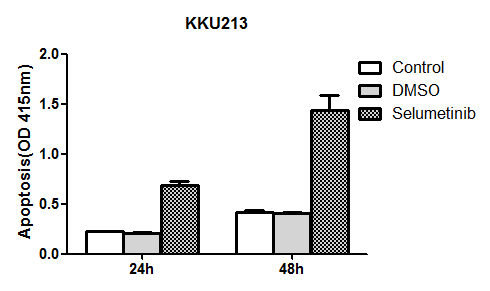 KKU213
Apoptosis(OD 415nm)
2.0
1.5
1.0
0.5
0.0
24h
48h
Control
DMSO
Selumetinib